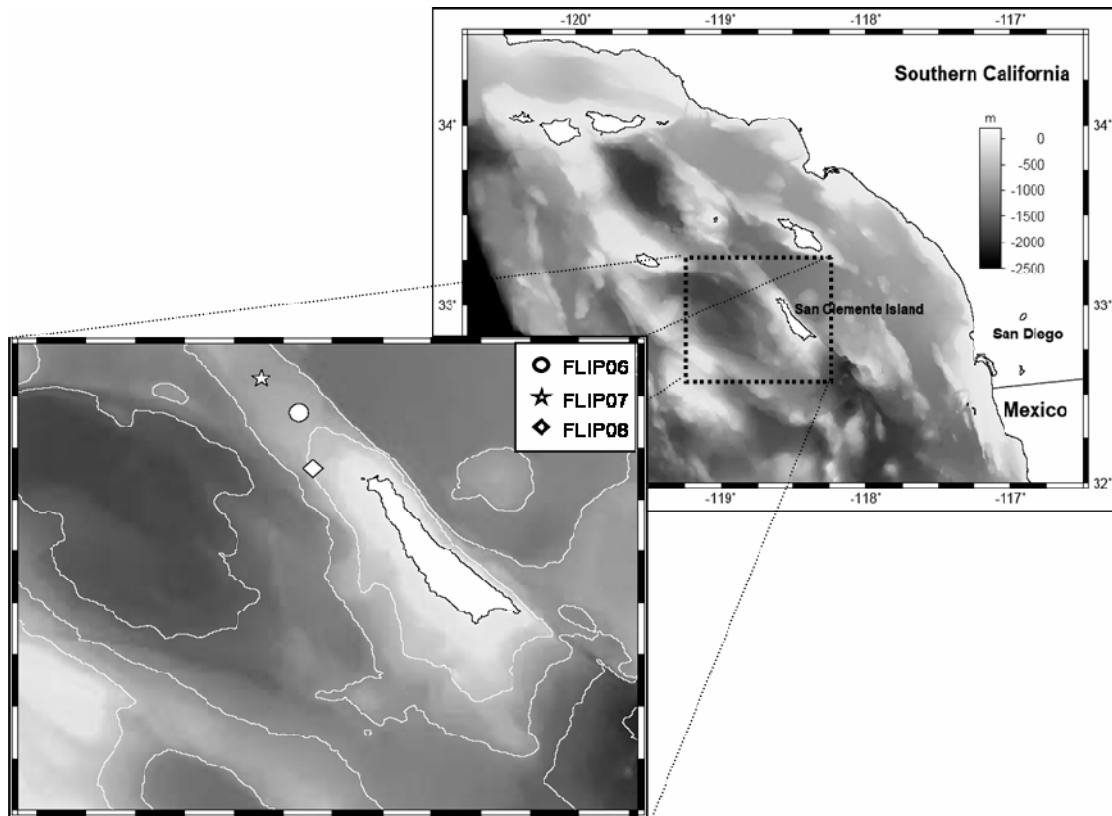 -120° -119° -118° -117°
Southern California
m
34° 34°
0
-500
-1000
-1500
-2000
-2500
33° 33°
San Clemente Island
San Diego
Mexico
32°
-119° -118° -117°
FLIP06
FLIP07
FLIP08